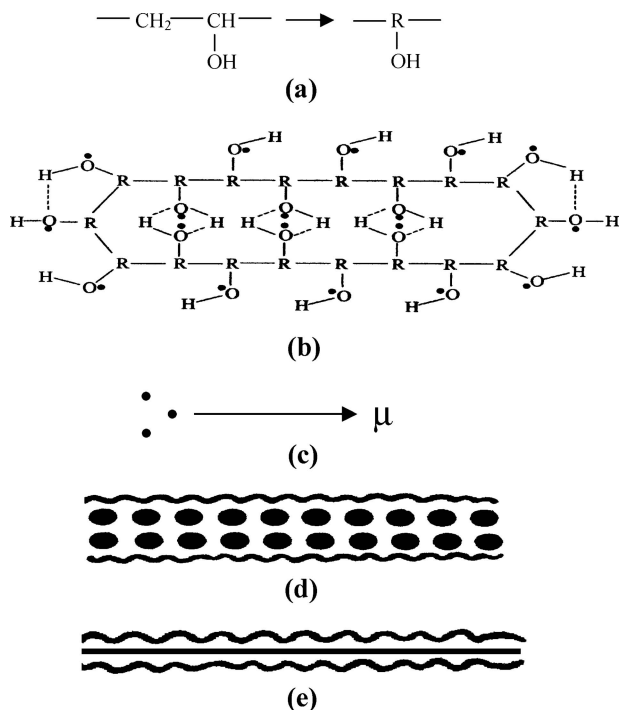 CH₂ CH R
OH OH
(a)
H H H
O O O O
H O H
R R R R R R R R
O O O
H O R H H H H H H R O H
O O O
R R R R R R R R
H O O H
O O O
H H H
(b)
μ
(c)
(d)
(e)